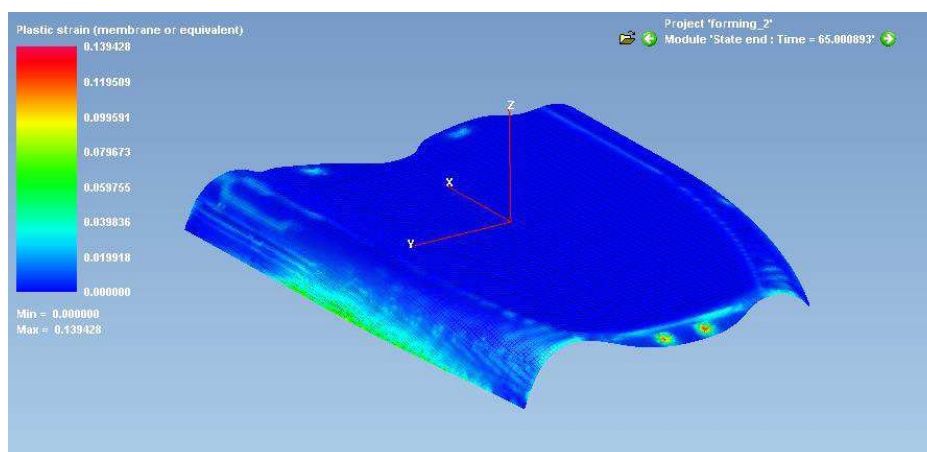 Plastic strain (membrane or equivalent)
0.139428
0.119509
0.099591
0.079673
0.059755
0.039836
0.019918
0.000000
Min = 0.000000
Max = 0.139428
Project 'forming_2'
Module 'State end : Time = 65.000893'
Z
X
Y